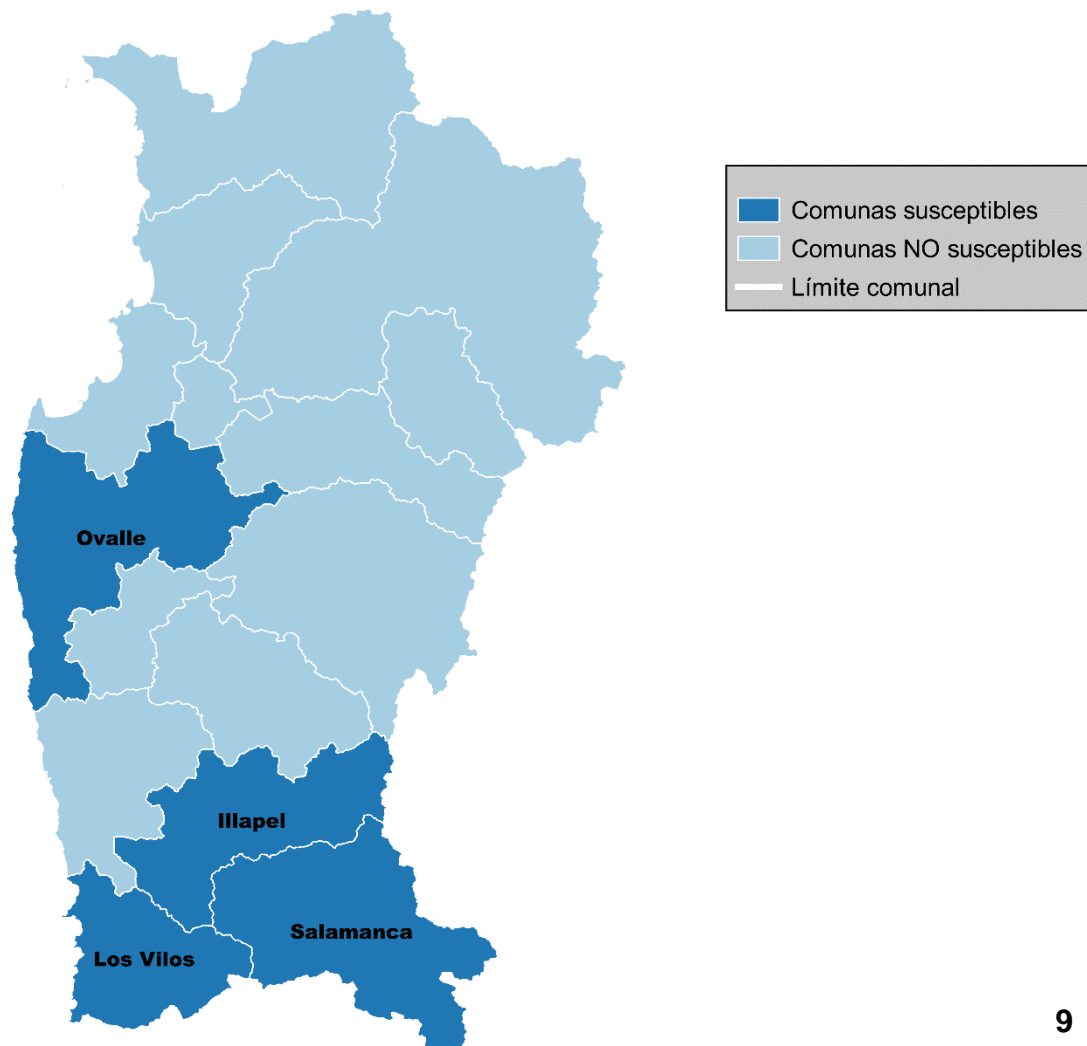 Comunas susceptibles
Comunas NO susceptibles
Límite comunal
Ovalle
Illapel
Salamanca
Los Vilos
9